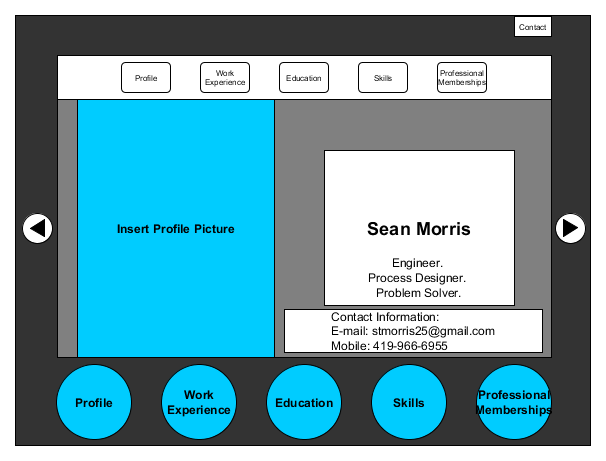 Contact
Profile
Work
Experience
Education
Skills
Professional
Memberships
Insert Profile Picture
Sean Morris
Engineer.
Process Designer.
Problem Solver.
Contact Information:
E-mail: stmorris25@gmail.com
Mobile: 419-966-6955
Profile
Work
Experience
Education
Skills
Professional
Memberships